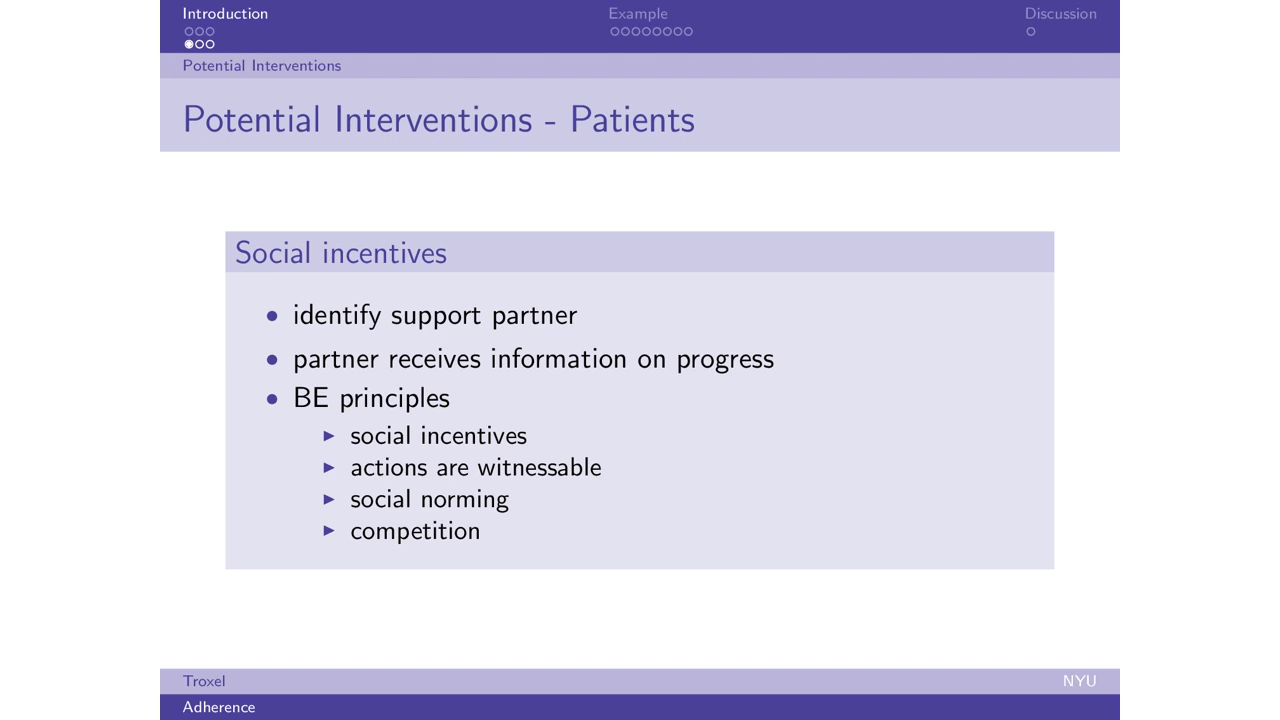 Introduction
Example
Discussion
Potential Interventions
Potential Interventions - Patients
Social incentives
identify support partner
partner receives information on progress
BE principles
social incentives
actions are witnessable
social norming
competition
Troxel
NYU
Adherence